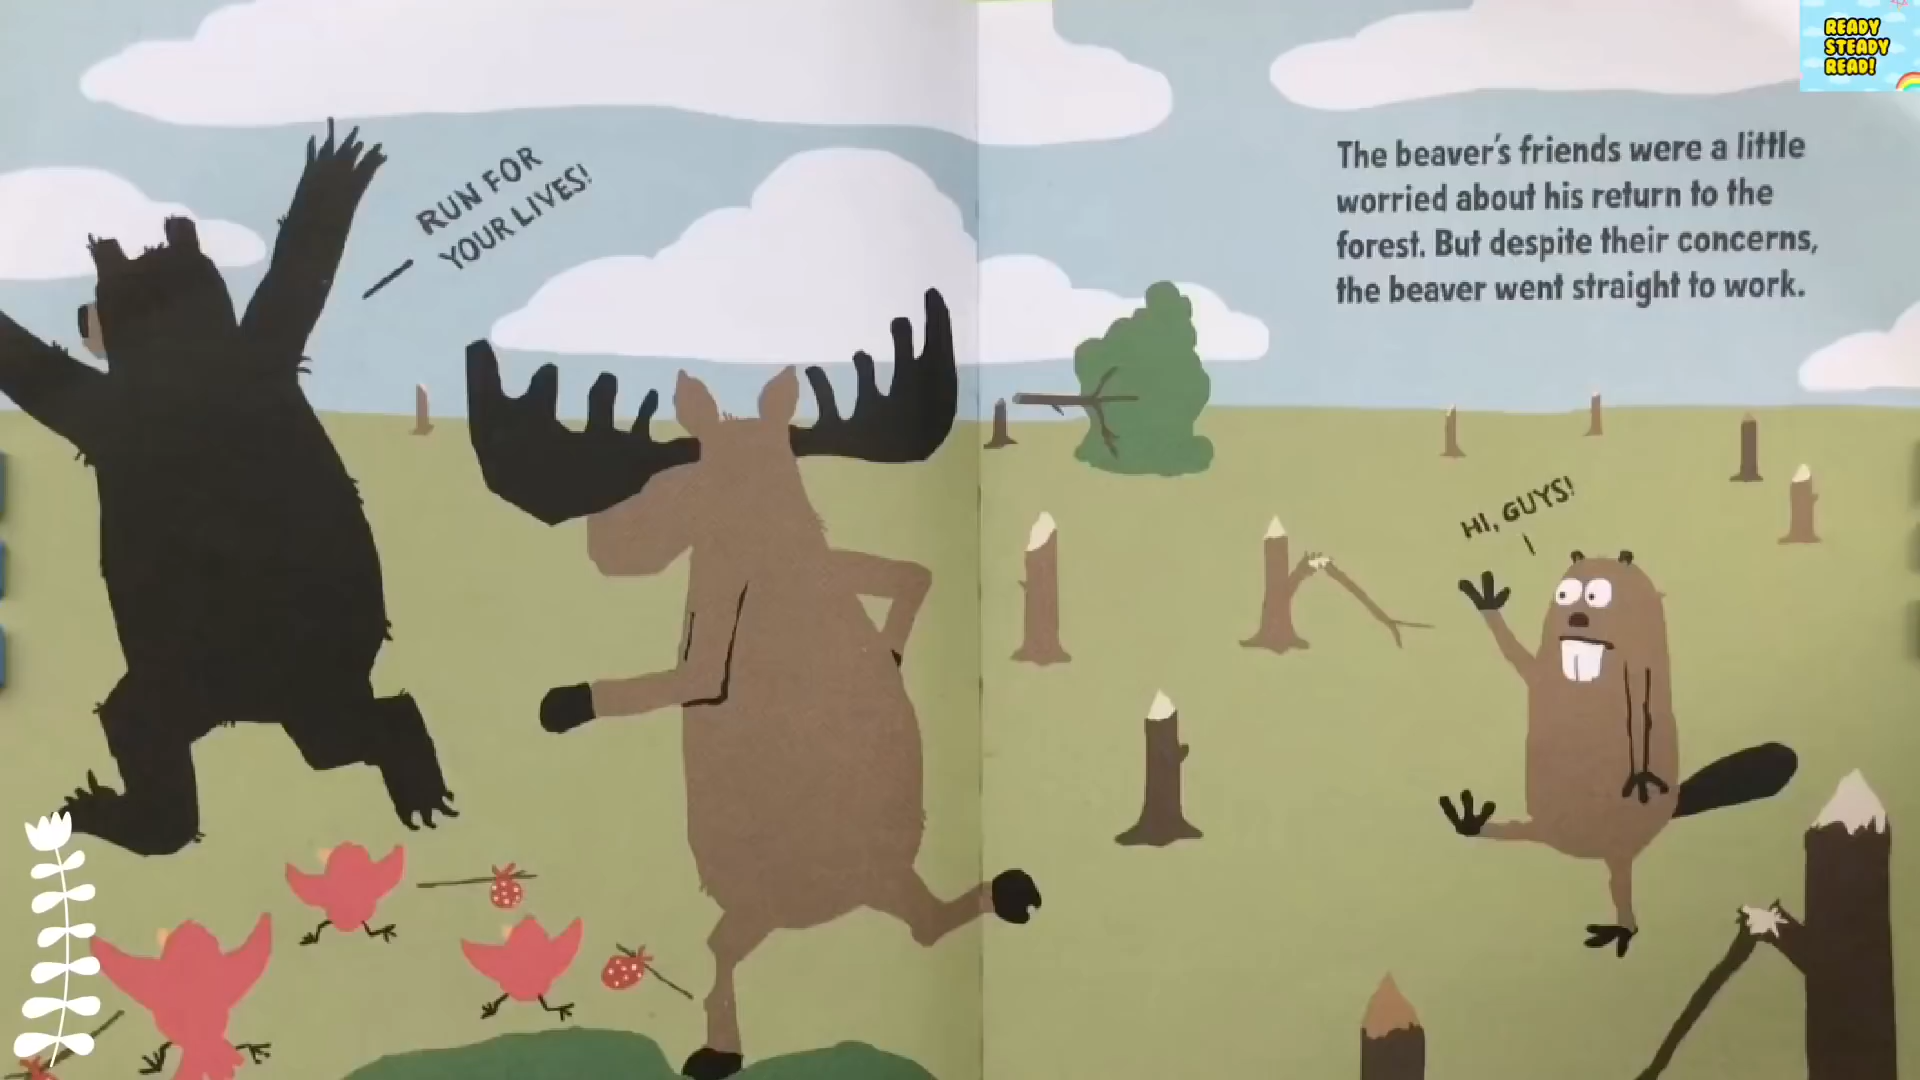 RUN FOR
YOUR LIVES!
The beaver's friends were a little
worried about his return to the
forest. But despite their concerns,
the beaver went straight to work.
HI, GUYS!
READY
STEADY
READ!